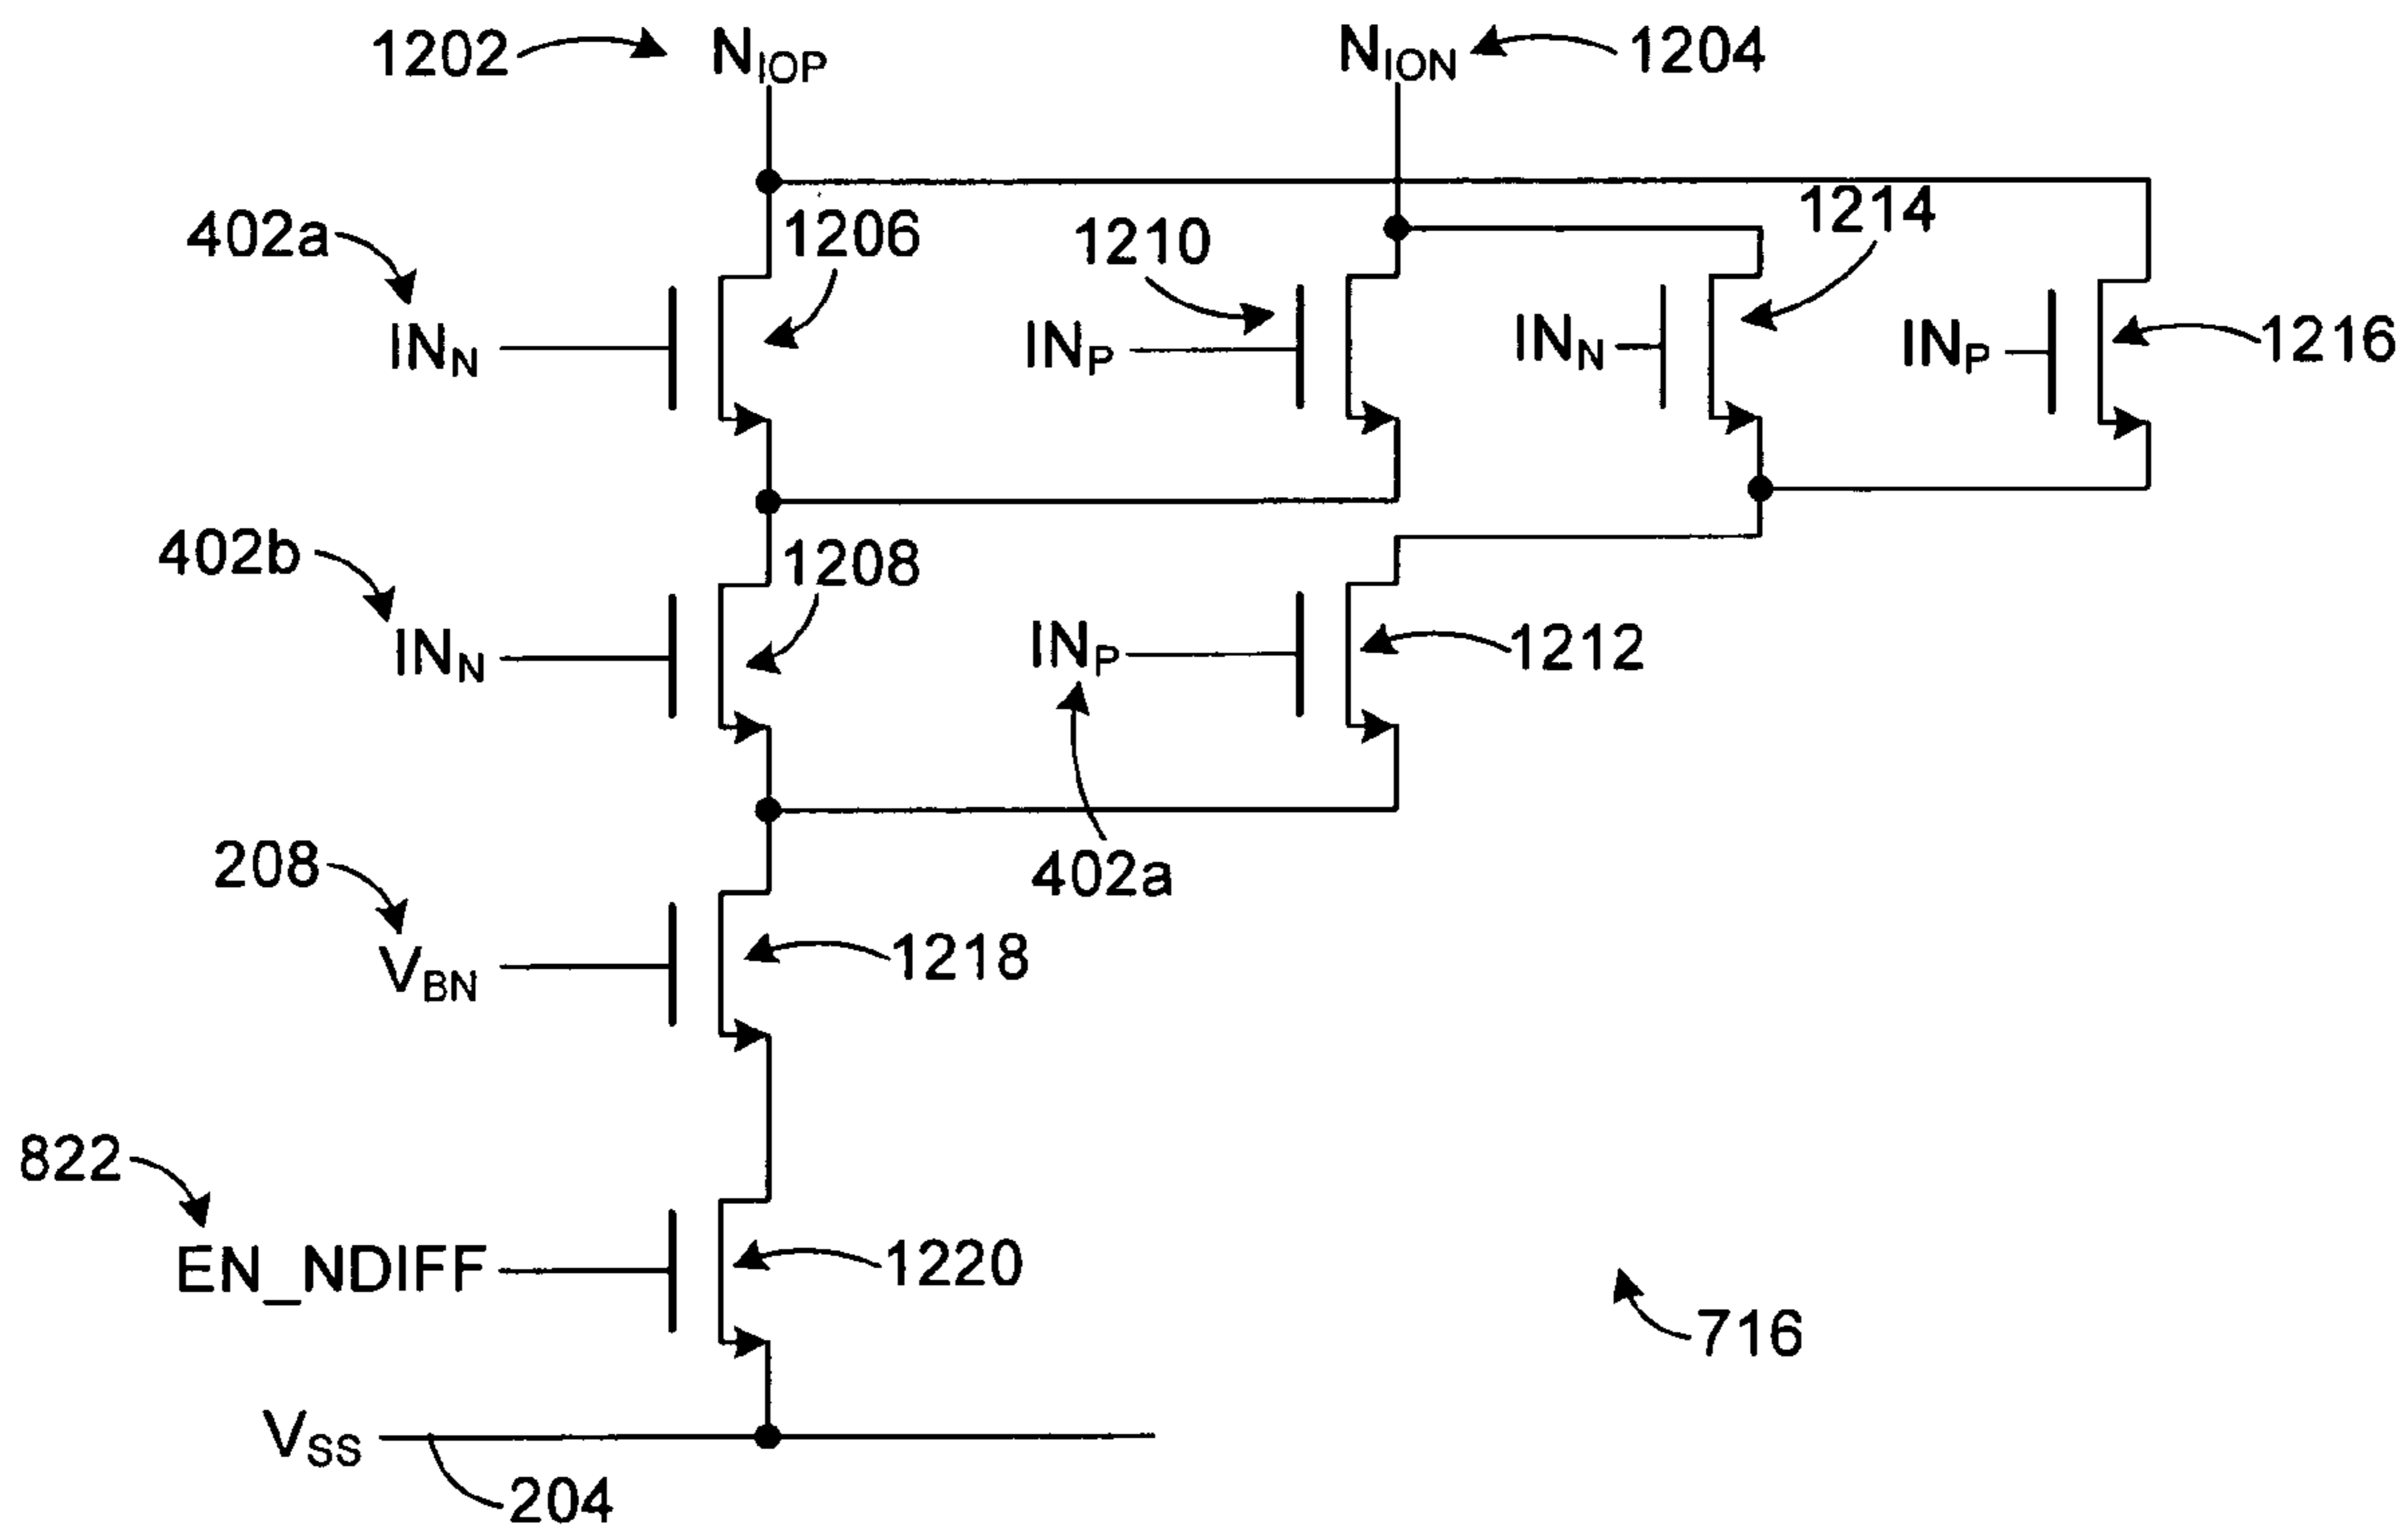 1202 N_IOP N_ION 1204
402a 1206 1210 1214
IN_N IN_P IN_N IN_P 1216
402b 1208
IN_N IN_P 1212
208 402a
V_BN 1218
822
EN_NDIFF 1220
716
V_SS
204